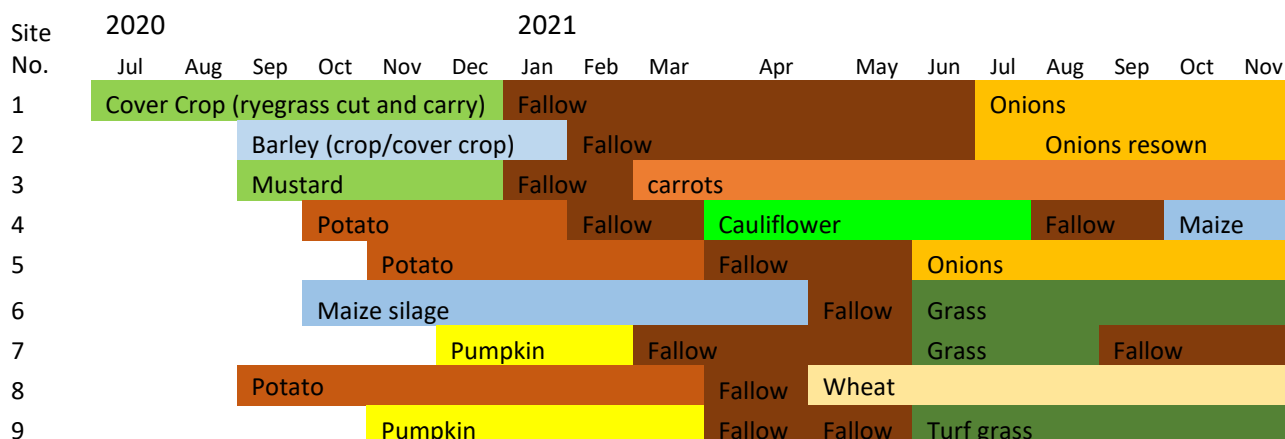 Site No. 2020 2021
Jul Aug Sep Oct Nov Dec Jan Feb Mar Apr May Jun Jul Aug Sep Oct Nov
1 Cover Crop (ryegrass cut and carry) Fallow Onions
2 Barley (crop/cover crop) Fallow Onions resown
3 Mustard Fallow carrots
4 Potato Fallow Cauliflower Fallow Maize
5 Potato Fallow Onions
6 Maize silage Fallow Grass
7 Pumpkin Fallow Grass Fallow
8 Potato Fallow Wheat
9 Pumpkin Fallow Fallow Turf grass